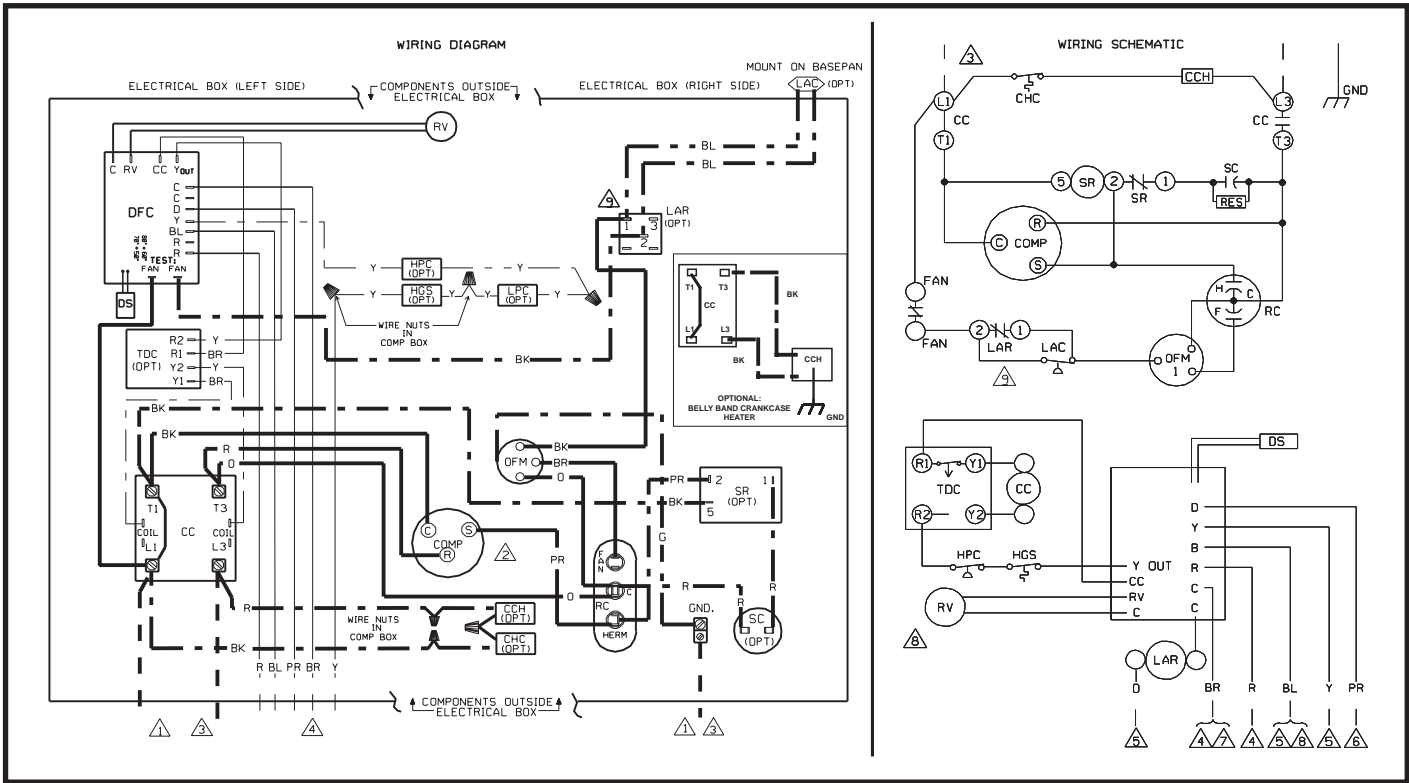 WIRING DIAGRAM
MOUNT ON BASEPAN
ELECTRICAL BOX (LEFT SIDE)
COMPONENTS OUTSIDE
ELECTRICAL BOX
ELECTRICAL BOX (RIGHT SIDE)
LAC (OPT)
RV
C RV CC YOUT
C
C
D
Y
BL
R
R
DFC
TEST:
FAN FAN
DS
BL
BL
9
LAR
(OPT)
1 3
2
Y HPC (OPT) Y
Y HGS (OPT) Y Y LPC (OPT) Y
WIRE NUTS
IN
COMP BOX
BK
TDC
(OPT)
R2 Y
R1 BR
Y2 Y
Y1 BR
T1 T3
CC
L1 L3
BK
BK
CCH
GND
OPTIONAL:
BELLY BAND CRANKCASE
HEATER
BK
BK
R
O
OFM
BK
BR
O
PR 2 1
SR
(OPT)
BK 5
T1 T3
COIL CC COIL
L1 L3
C S
COMP
R
2
PR
G
FAN
RC C
HERM
O
R
R
R
GND.
SC
(OPT)
R
WIRE NUTS
IN
COMP BOX
BK
CCH
(OPT)
CHC
(OPT)
R BL PR BR Y
COMPONENTS OUTSIDE
ELECTRICAL BOX
1 3 4 1 3
WIRING SCHEMATIC
3
CHC
CCH
GND
L1 L3
CC CC
T1 T3
5 SR 2 1
SR
SC
RES
R
C COMP
S
FAN
FAN
H C
F
RC
2 1
LAR
LAC
9
OFM
1
R1 Y1
TDC
R2 Y2
CC
HPC HGS
RV
8
DS
D
Y
B
R
C
C
Y OUT
CC
RV
C
LAR
O BR R BL Y PR
5 4 7 4 5 8 5 6